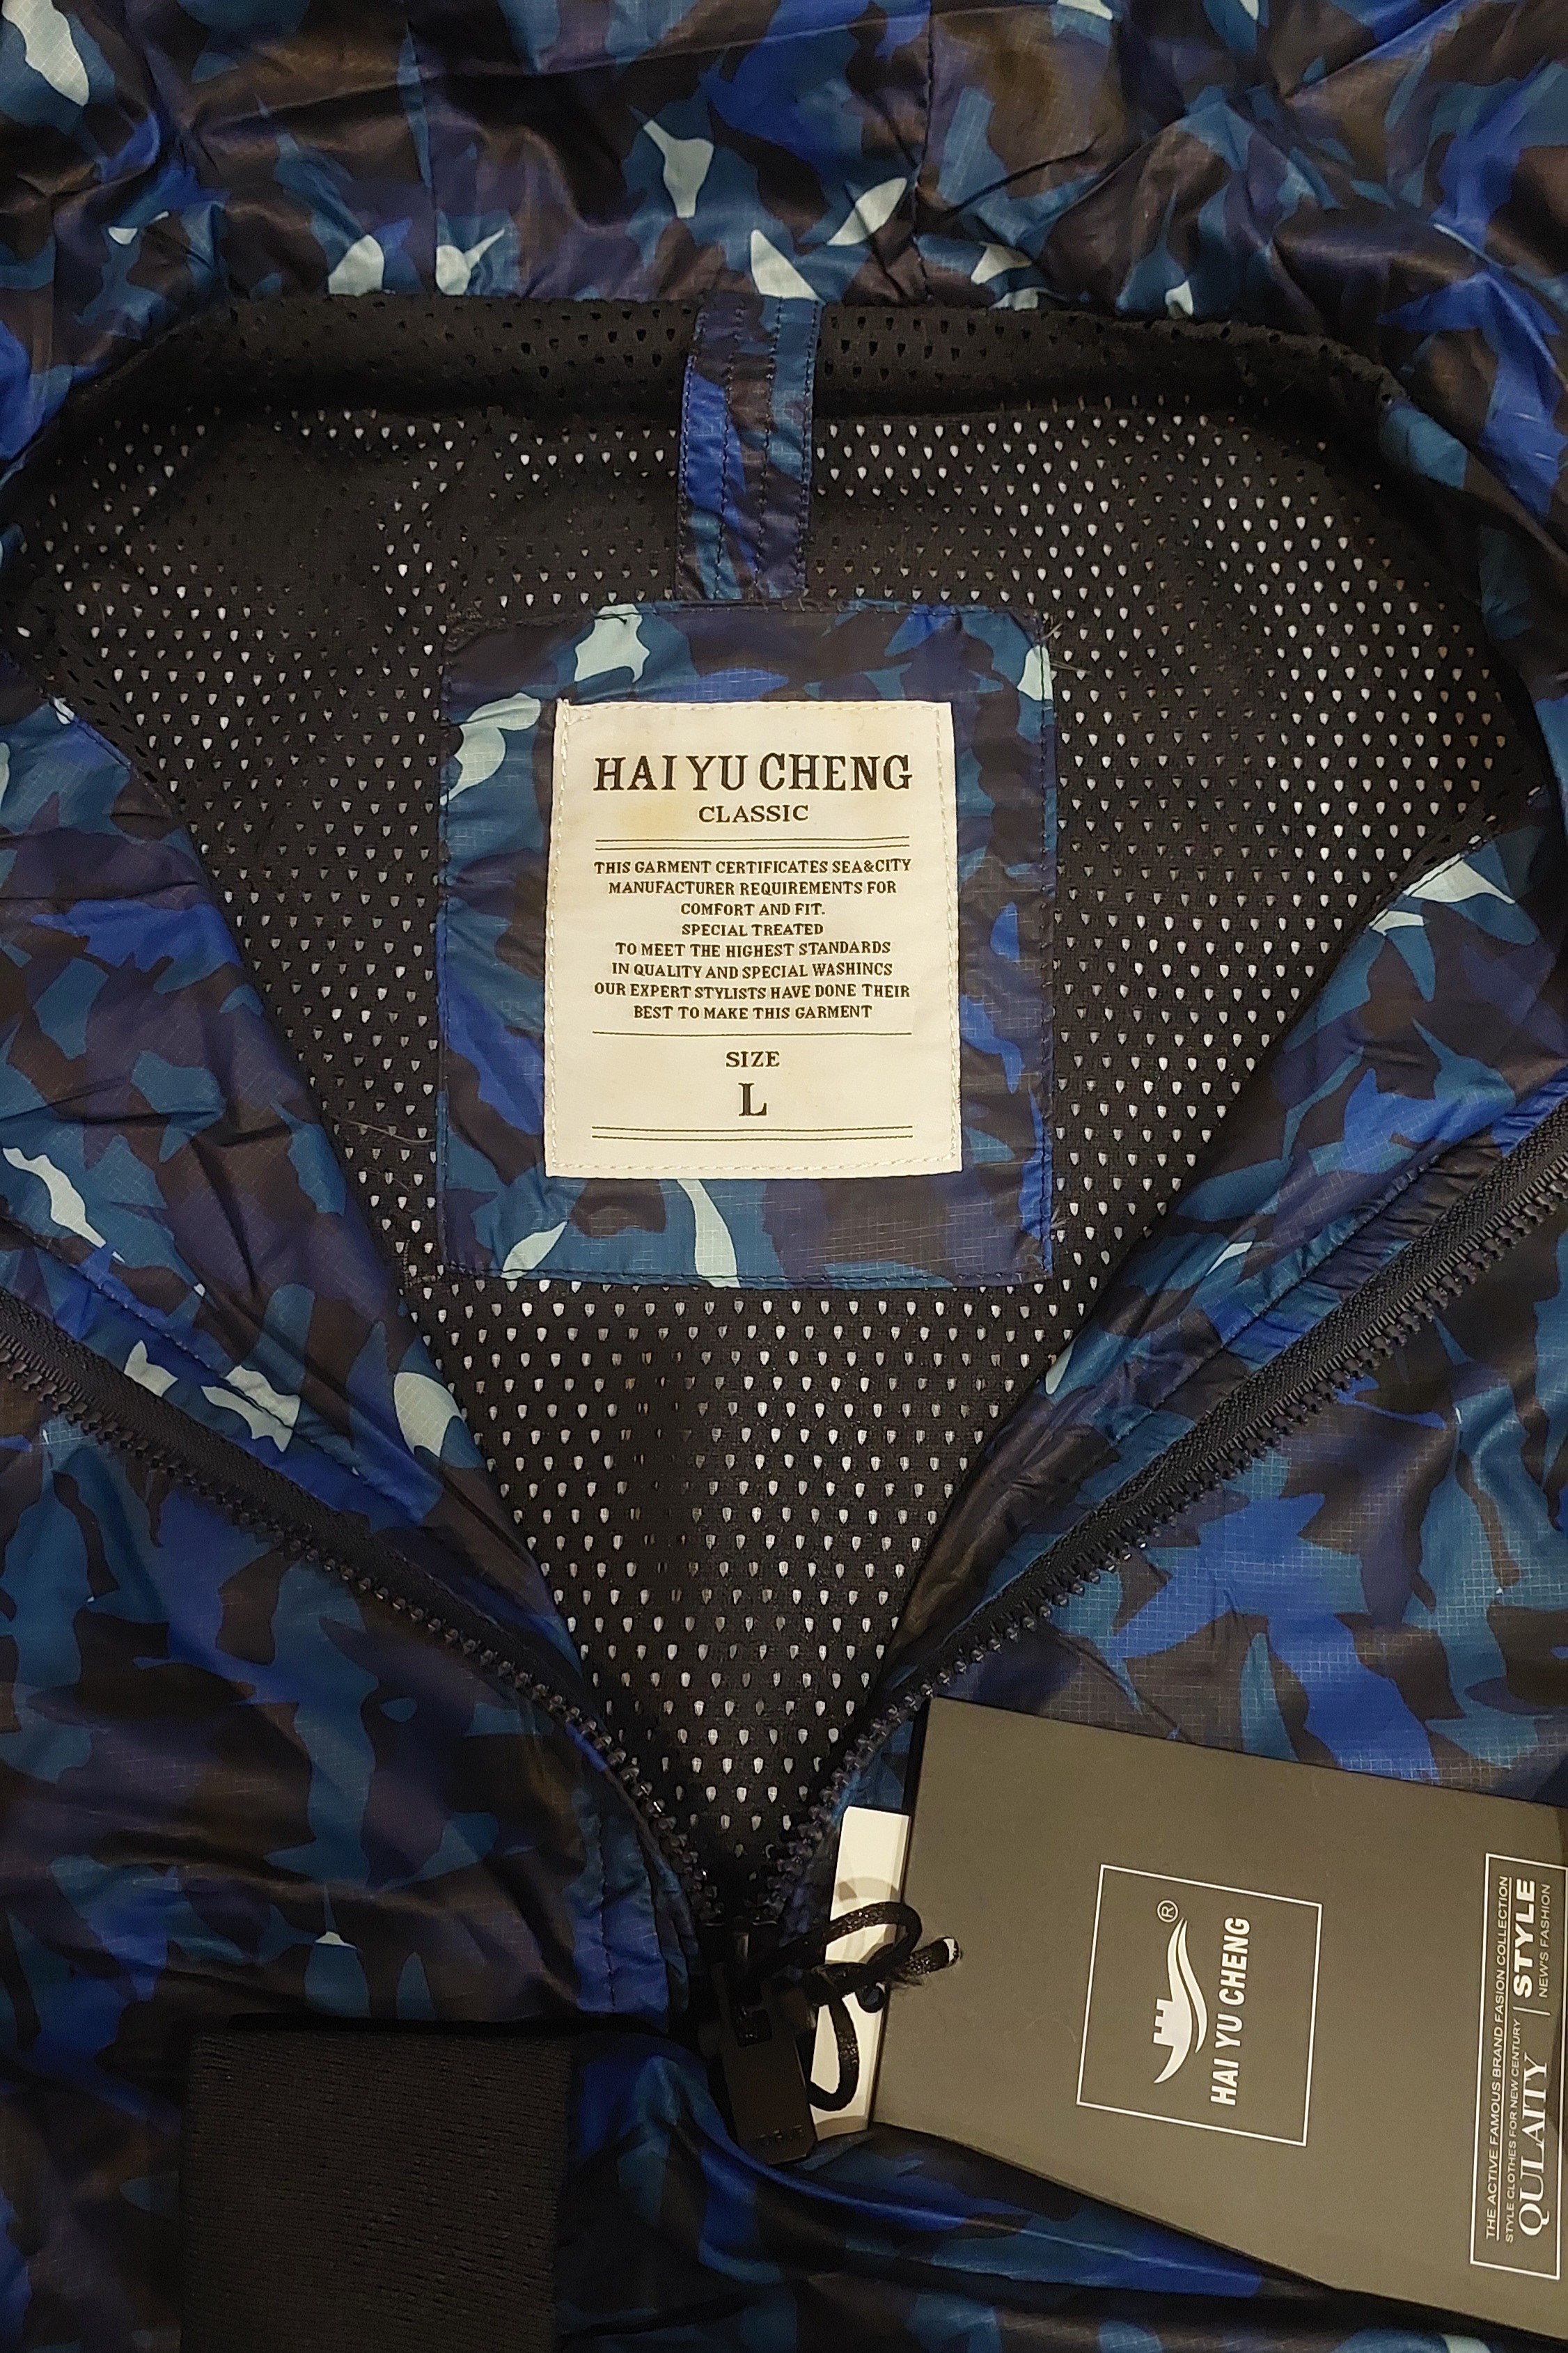 HAI YU CHENG
CLASSIC
THIS GARMENT CERTIFICATES SEA&CITY
MANUFACTURER REQUIREMENTS FOR
COMFORT AND FIT.
SPECIAL TREATED
TO MEET THE HIGHEST STANDARDS
IN QUALITY AND SPECIAL WASHINCS
OUR EXPERT STYLISTS HAVE DONE THEIR
BEST TO MAKE THIS GARMENT
SIZE
L
®
HAI YU CHENG
THE ACTIVE FAMOUS BRAND FASION COLLECTION
STYLE CLOTHES FOR NEW CENTURY
QULAITY
STYLE
NEW'S FASHION